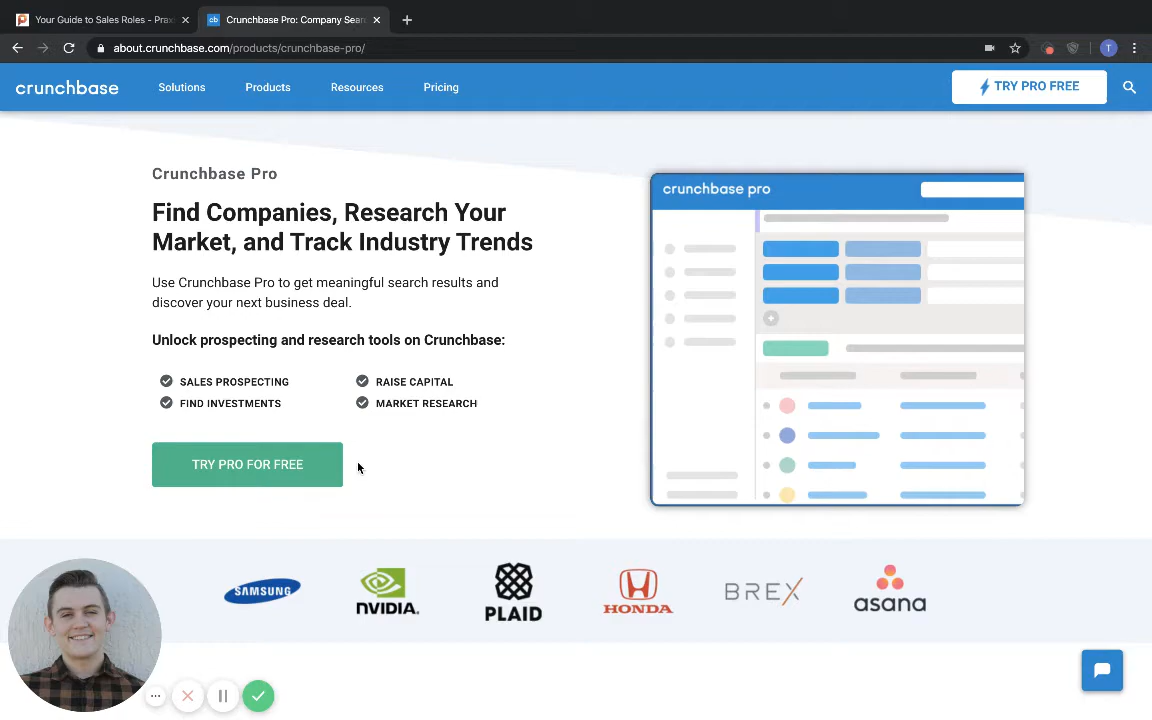 Your Guide to Sales Roles - Prax
Crunchbase Pro: Company Sear
about.crunchbase.com/products/crunchbase-pro/
T
crunchbase
Solutions
Products
Resources
Pricing
TRY PRO FREE
Crunchbase Pro
Find Companies, Research Your
Market, and Track Industry Trends
Use Crunchbase Pro to get meaningful search results and
discover your next business deal.
Unlock prospecting and research tools on Crunchbase:
SALES PROSPECTING
RAISE CAPITAL
FIND INVESTMENTS
MARKET RESEARCH
TRY PRO FOR FREE
crunchbase pro
SAMSUNG
NVIDIA.
PLAID
HONDA
BREX
asana